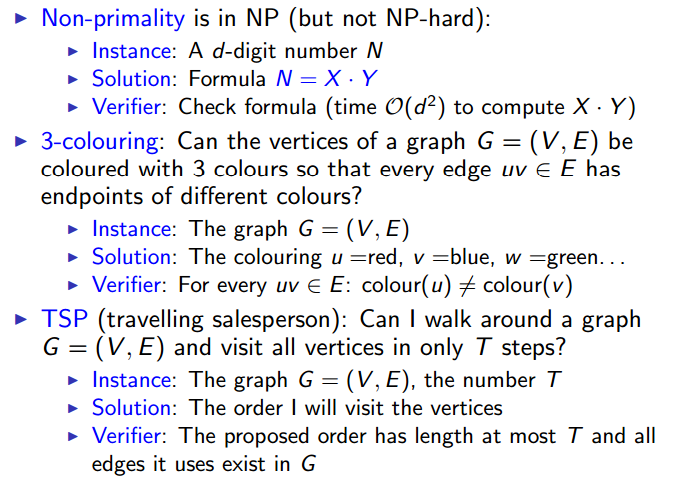 ▶ Non-primality is in NP (but not NP-hard):
▶ Instance: A d-digit number N
▶ Solution: Formula N = X · Y
▶ Verifier: Check formula (time 𝒪(d²) to compute X · Y)
▶ 3-colouring: Can the vertices of a graph G = (V, E) be
coloured with 3 colours so that every edge uv ∈ E has
endpoints of different colours?
▶ Instance: The graph G = (V, E)
▶ Solution: The colouring u =red, v =blue, w =green...
▶ Verifier: For every uv ∈ E: colour(u) ≠ colour(v)
▶ TSP (travelling salesperson): Can I walk around a graph
G = (V, E) and visit all vertices in only T steps?
▶ Instance: The graph G = (V, E), the number T
▶ Solution: The order I will visit the vertices
▶ Verifier: The proposed order has length at most T and all
edges it uses exist in G